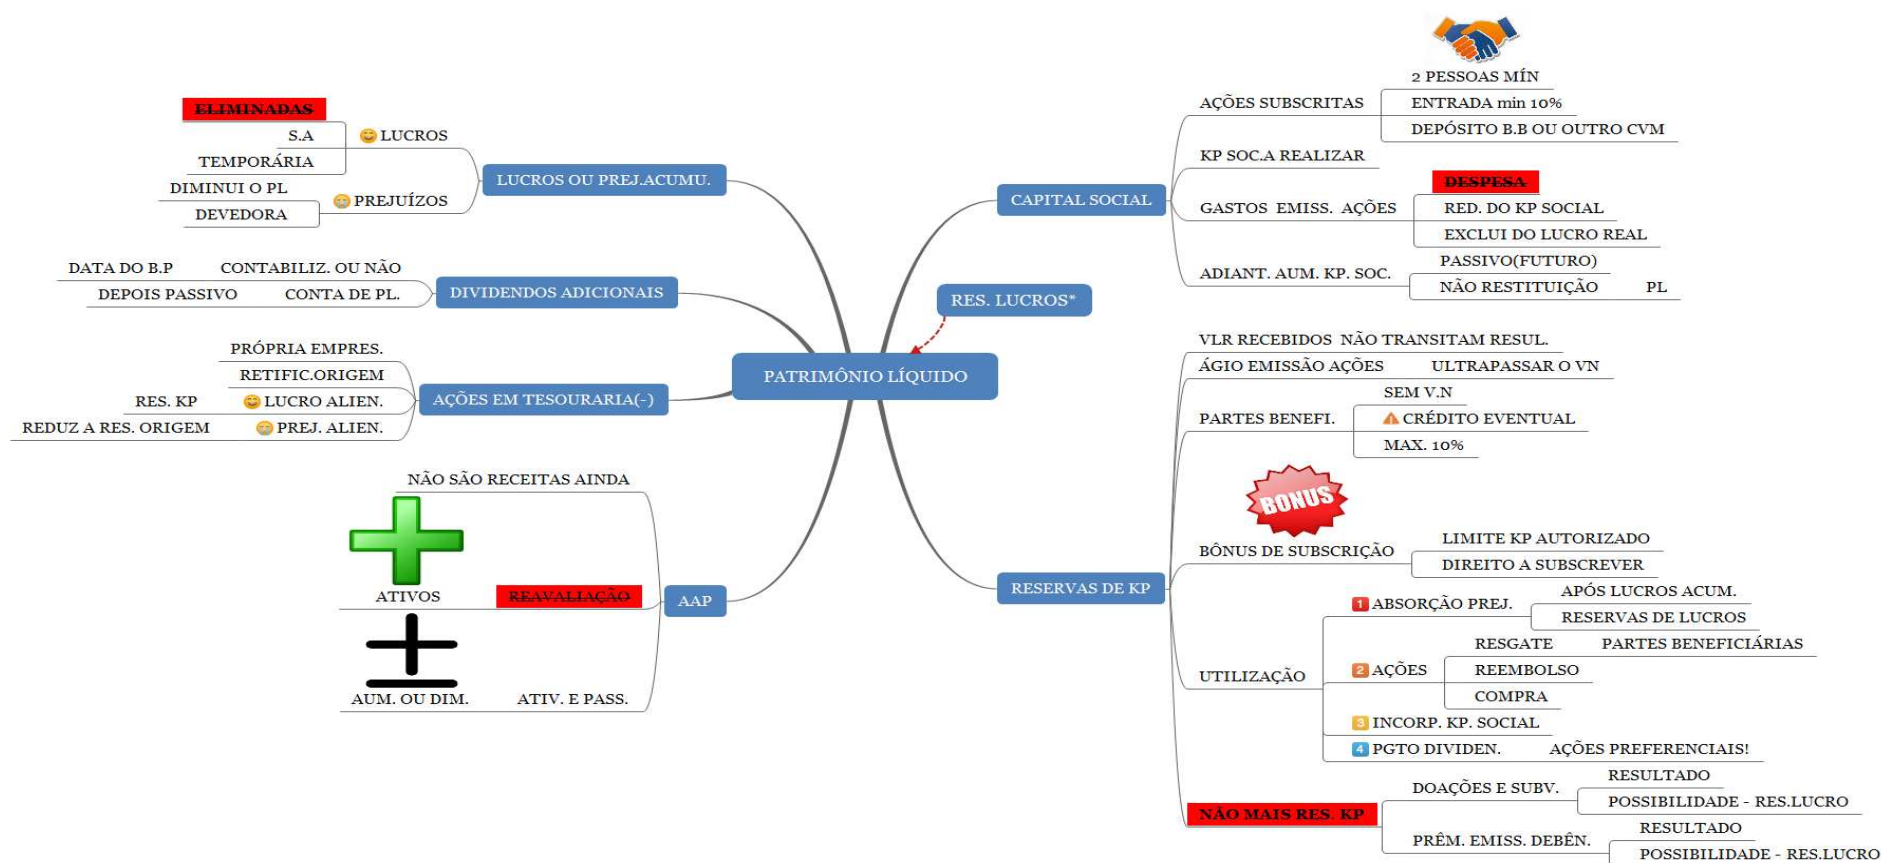 PATRIMÔNIO LÍQUIDO
RES. LUCROS*
CAPITAL SOCIAL
AÇÕES SUBSCRITAS
2 PESSOAS MÍN
ENTRADA min 10%
DEPÓSITO B.B OU OUTRO CVM
KP SOC.A REALIZAR
GASTOS EMISS. AÇÕES
DESPESA
RED. DO KP SOCIAL
EXCLUI DO LUCRO REAL
ADIANT. AUM. KP. SOC.
PASSIVO(FUTURO)
NÃO RESTITUIÇÃO PL
RESERVAS DE KP
VLR RECEBIDOS NÃO TRANSITAM RESUL.
ÁGIO EMISSÃO AÇÕES ULTRAPASSAR O VN
PARTES BENEFI.
SEM V.N
CRÉDITO EVENTUAL
MAX. 10%
BONUS
BÔNUS DE SUBSCRIÇÃO
LIMITE KP AUTORIZADO
DIREITO A SUBSCREVER
UTILIZAÇÃO
1 ABSORÇÃO PREJ.
APÓS LUCROS ACUM.
RESERVAS DE LUCROS
2 AÇÕES
RESGATE PARTES BENEFICIÁRIAS
REEMBOLSO
COMPRA
3 INCORP. KP. SOCIAL
4 PGTO DIVIDEN. AÇÕES PREFERENCIAIS!
NÃO MAIS RES. KP
DOAÇÕES E SUBV.
RESULTADO
POSSIBILIDADE - RES.LUCRO
PRÊM. EMISS. DEBÊN.
RESULTADO
POSSIBILIDADE - RES.LUCRO
LUCROS OU PREJ.ACUMU.
LUCROS
ELIMINADAS
S.A
TEMPORÁRIA
PREJUÍZOS
DIMINUI O PL
DEVEDORA
DIVIDENDOS ADICIONAIS
DATA DO B.P CONTABILIZ. OU NÃO
DEPOIS PASSIVO CONTA DE PL.
AÇÕES EM TESOURARIA(-)
PRÓPRIA EMPRES.
RETIFIC.ORIGEM
RES. KP LUCRO ALIEN.
REDUZ A RES. ORIGEM PREJ. ALIEN.
AAP
NÃO SÃO RECEITAS AINDA
ATIVOS REAVALIAÇÃO
AUM. OU DIM. ATIV. E PASS.